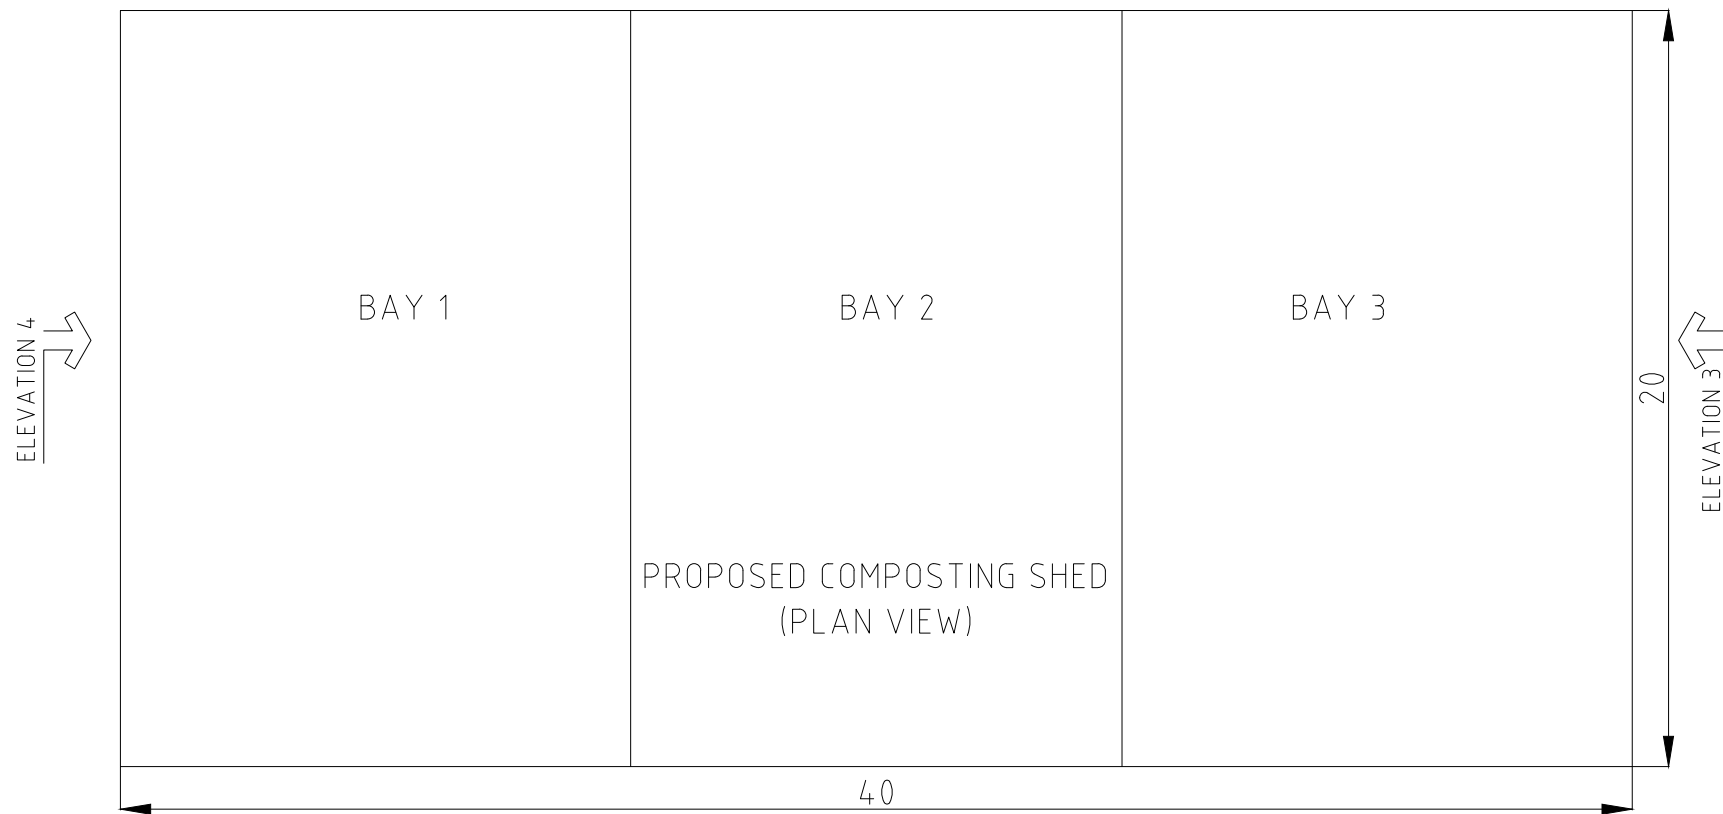 BAY 1
BAY 2
BAY 3
ELEVATION 4
20
ELEVATION 3
PROPOSED COMPOSTING SHED
(PLAN VIEW)
40